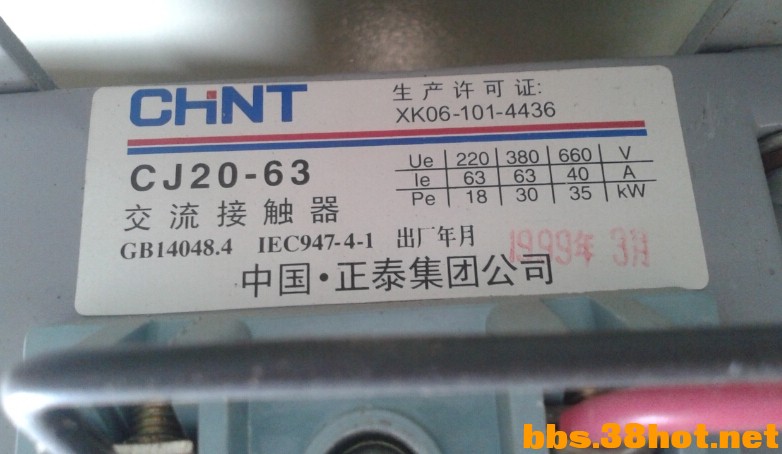 CHNT
生产许可证:
XK06-101-4436
CJ20-63
交流接触器
Ue 220 380 660 V
Ie 63 63 40 A
Pe 18 30 35 kW
GB14048.4 IEC947-4-1 出厂年月 1999年 3月
中国·正泰集团公司
bbs.38hot.net